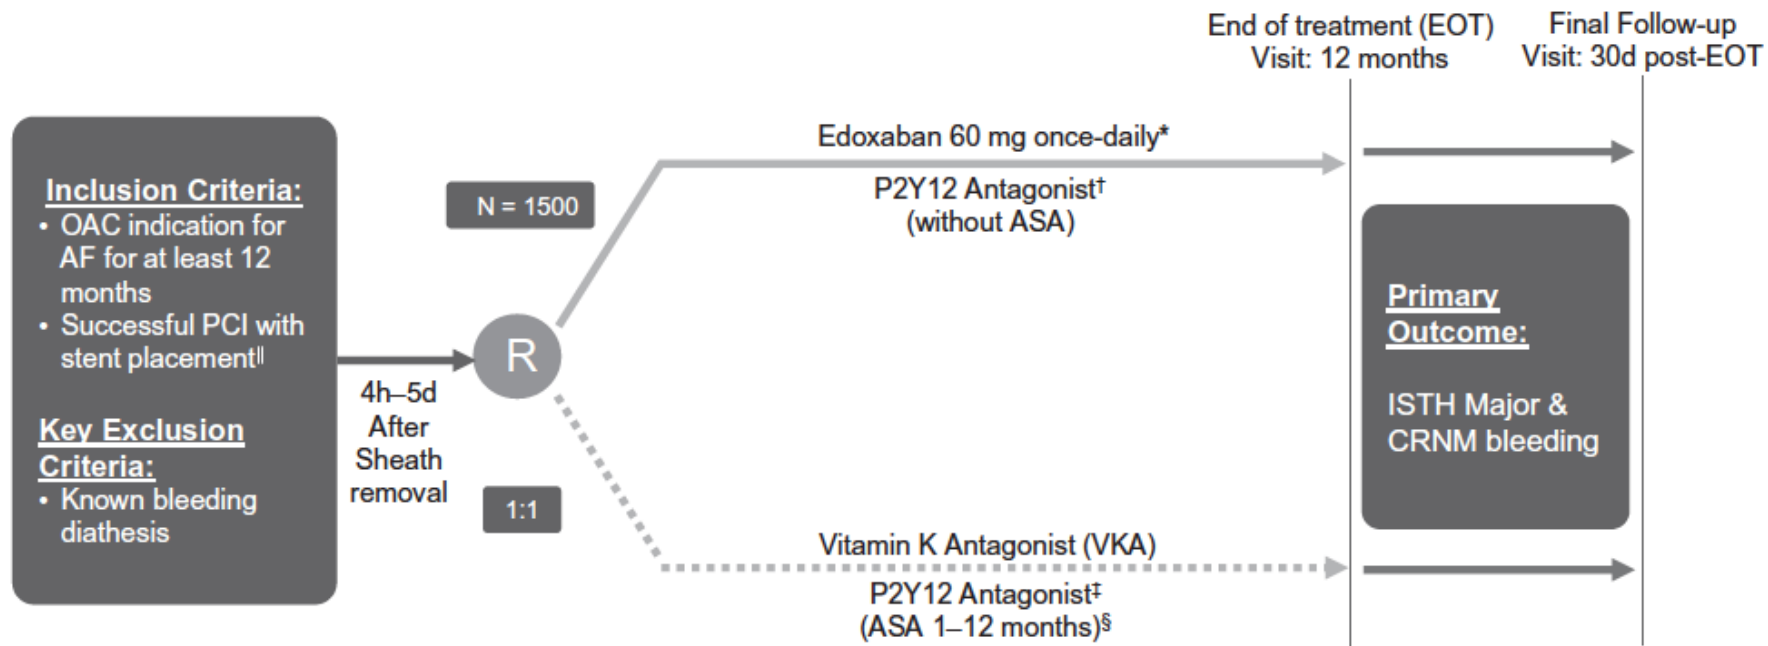 End of treatment (EOT)
Visit: 12 months
Final Follow-up
Visit: 30d post-EOT
Inclusion Criteria:
• OAC indication for
AF for at least 12
months
• Successful PCI with
stent placement‖
Key Exclusion
Criteria:
• Known bleeding
diathesis
4h–5d
After
Sheath
removal
N = 1500
R
1:1
Edoxaban 60 mg once-daily*
P2Y12 Antagonist†
(without ASA)
Vitamin K Antagonist (VKA)
P2Y12 Antagonist‡
(ASA 1–12 months)§
Primary
Outcome:
ISTH Major &
CRNM bleeding